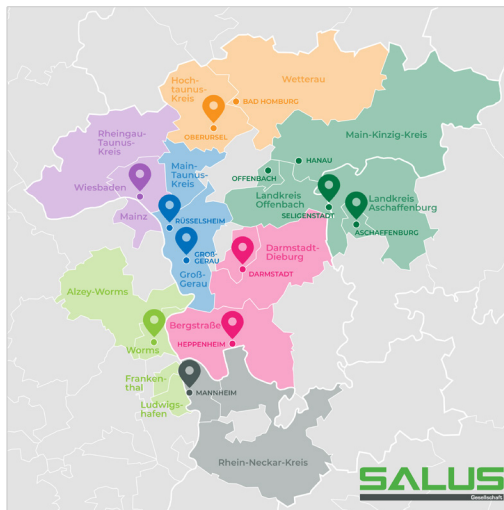 Hoch-
taunus-
Kreis
Wetterau
BAD HOMBURG
OBERURSEL
Main-Kinzig-Kreis
Rheingau-
Taunus-
Kreis
Main-
Taunus-
Kreis
HANAU
OFFENBACH
Wiesbaden
Landkreis
Offenbach
Landkreis
Aschaffenburg
SELIGENSTADT
Mainz
RÜSSELSHEIM
ASCHAFFENBURG
GROß-
GERAU
Darmstadt-
Dieburg
DARMSTADT
Groß-
Gerau
Alzey-Worms
Bergstraße
HEPPENHEIM
Worms
Franken-
thal
Ludwigs-
hafen
MANNHEIM
Rhein-Neckar-Kreis
SALUS
Gesellschaft